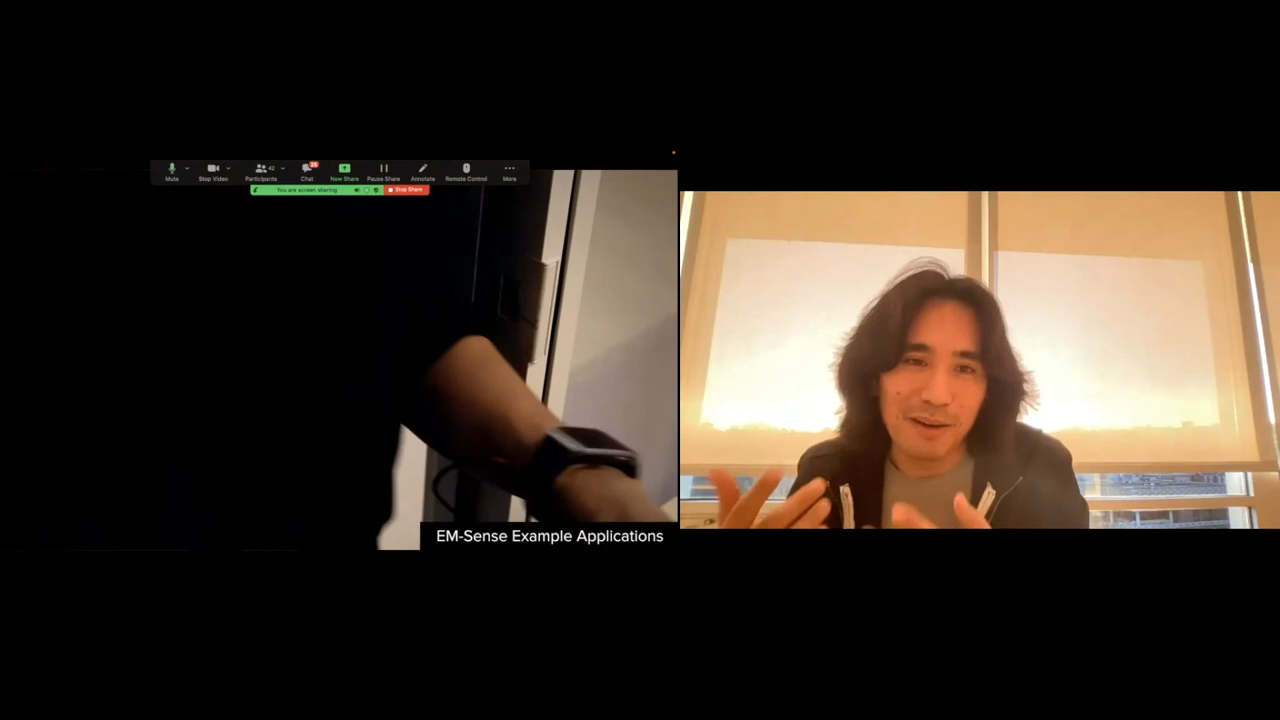 Mute
Stop Video
Participants
42
Chat
New Share
Pause Share
Annotate
Remote Control
More
You are screen sharing
Stop Share
EM-Sense Example Applications